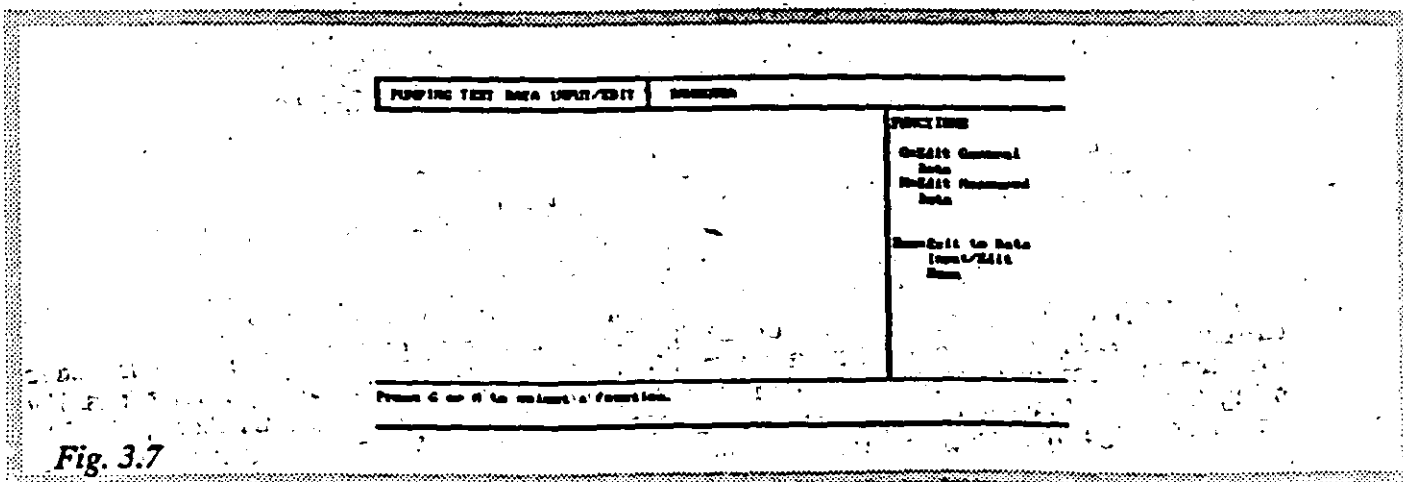 PUMPING TEST DATA INPUT/EDIT
FUNCTIONS
G=Edit General
Data
M=Edit Measured
Data
Exit to Data
Input/Edit
Menu
Press G or M to select a function.
Fig. 3.7